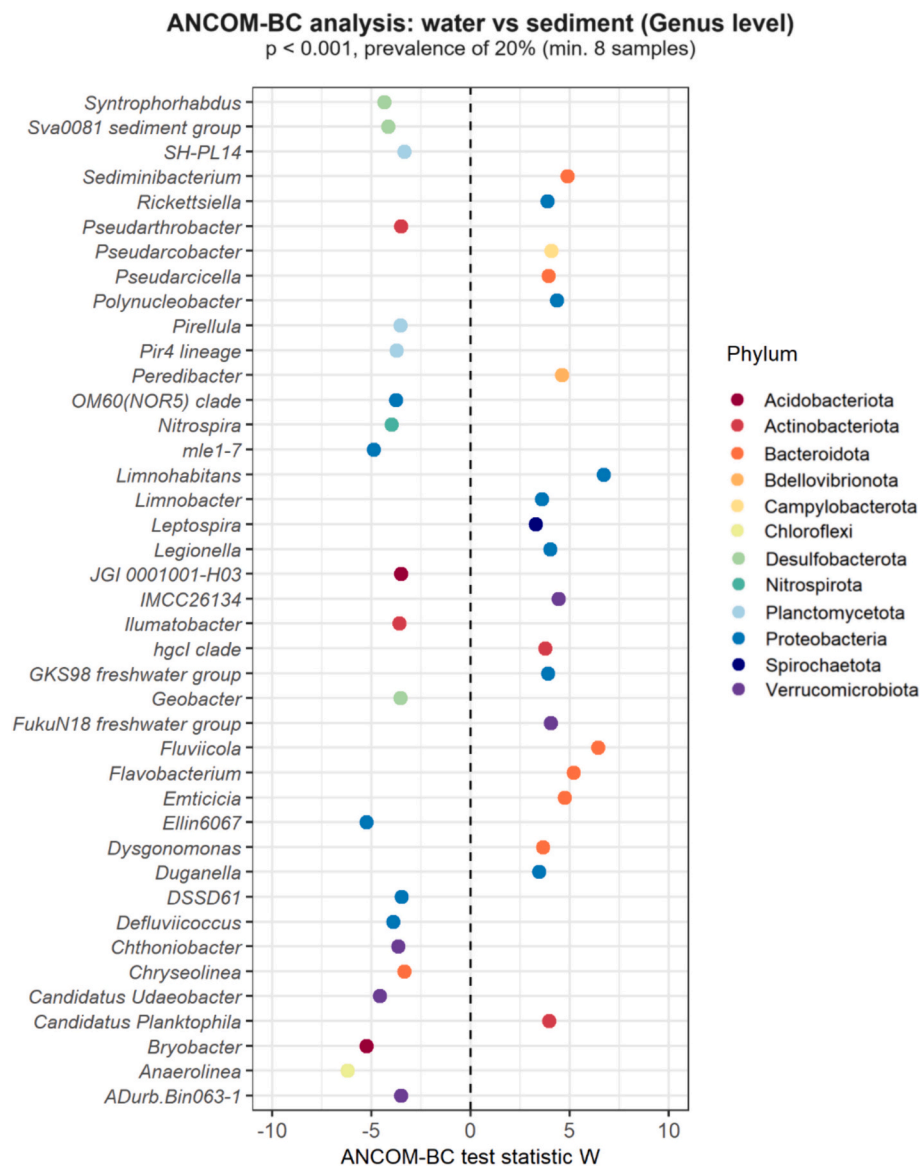 ANCOM-BC analysis: water vs sediment (Genus level)
p < 0.001, prevalence of 20% (min. 8 samples)
Syntrophorhabdus
Sva0081 sediment group
SH-PL14
Sediminibacterium
Rickettsiella
Pseudarthrobacter
Pseudarcobacter
Pseudarcicella
Polynucleobacter
Pirellula
Pir4 lineage
Peredibacter
OM60(NOR5) clade
Nitrospira
mle1-7
Limnohabitans
Limnobacter
Leptospira
Legionella
JGI 0001001-H03
IMCC26134
Ilumatobacter
hgcI clade
GKS98 freshwater group
Geobacter
FukuN18 freshwater group
Fluviicola
Flavobacterium
Emticicia
Ellin6067
Dysgonomonas
Duganella
DSSD61
Defluviicoccus
Chthoniobacter
Chryseolinea
Candidatus Udaeobacter
Candidatus Planktophila
Bryobacter
Anaerolinea
ADurb.Bin063-1
-10 -5 0 5 10
ANCOM-BC test statistic W
Phylum
Acidobacteriota
Actinobacteriota
Bacteroidota
Bdellovibrionota
Campylobacterota
Chloroflexi
Desulfobacterota
Nitrospirota
Planctomycetota
Proteobacteria
Spirochaetota
Verrucomicrobiota